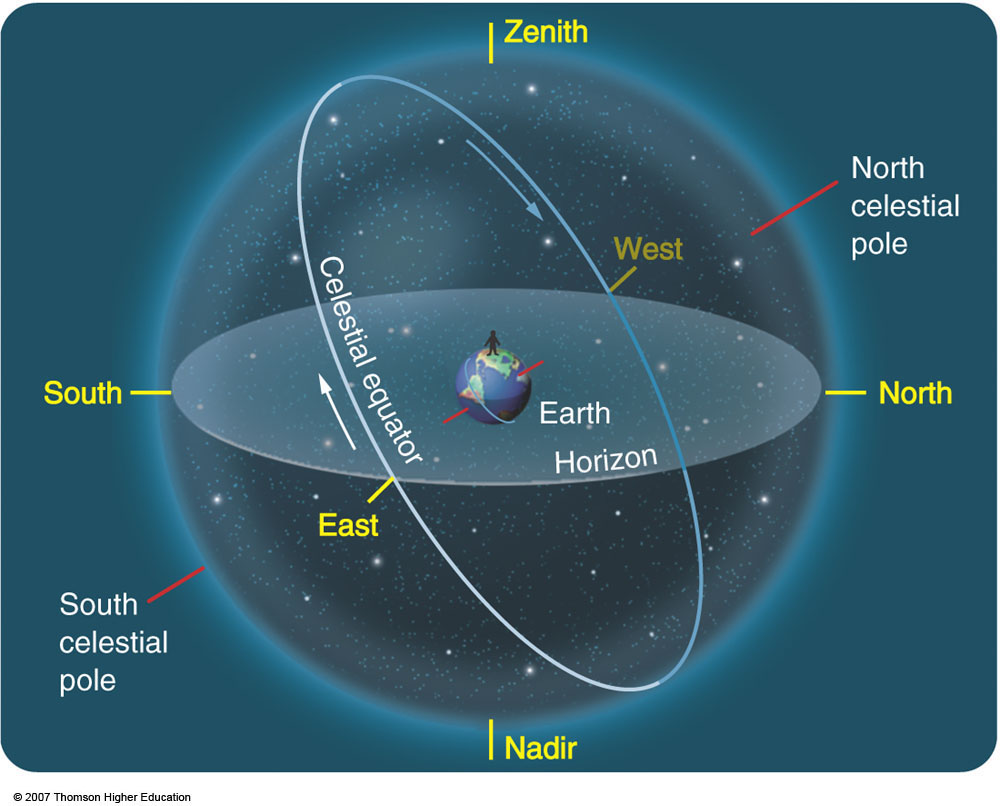 Zenith
North
celestial
pole
West
Celestial equator
South
North
Earth
Horizon
East
South
celestial
pole
Nadir
© 2007 Thomson Higher Education